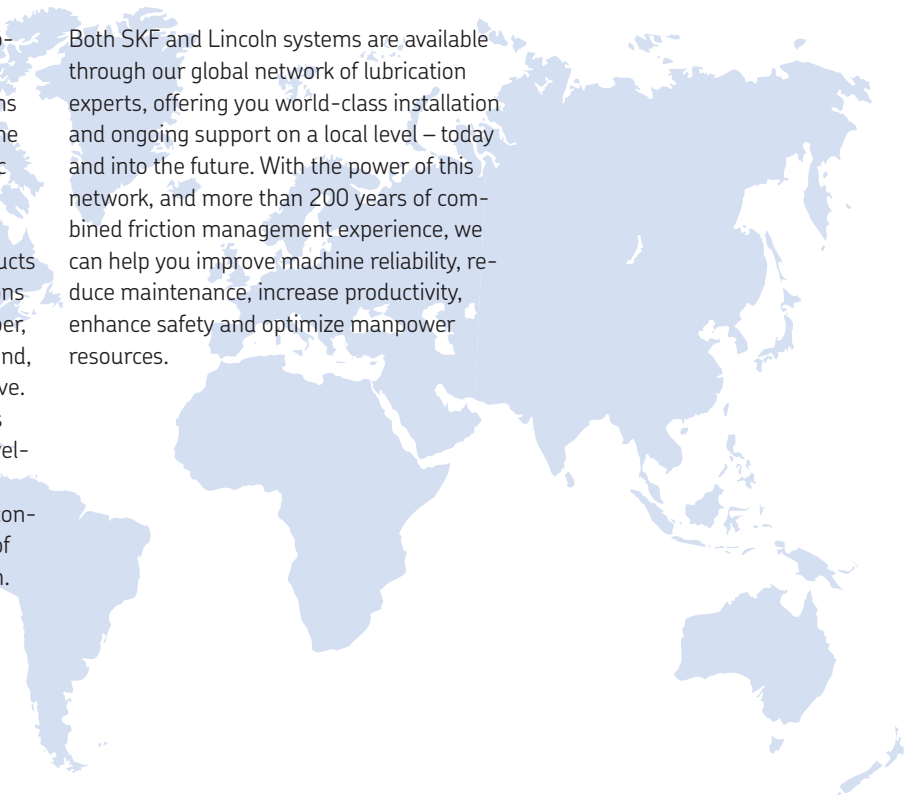 Both SKF and Lincoln systems are available
through our global network of lubrication
experts, offering you world-class installation
and ongoing support on a local level – today
and into the future. With the power of this
network, and more than 200 years of com-
bined friction management experience, we
can help you improve machine reliability, re-
duce maintenance, increase productivity,
enhance safety and optimize manpower
resources.